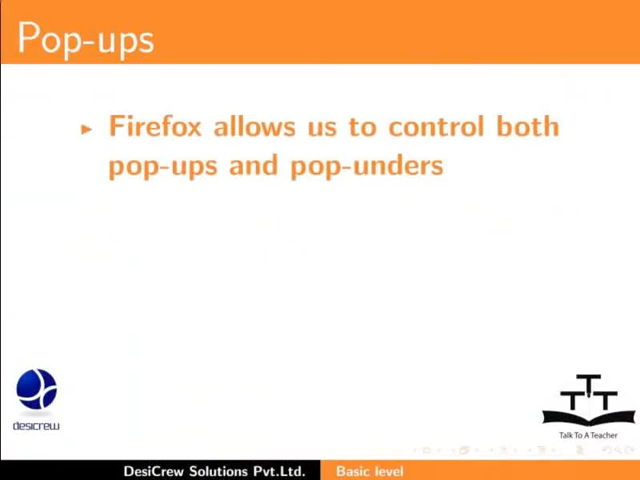 Pop-ups
Firefox allows us to control both
pop-ups and pop-unders
desicrew
T T T
Talk To A Teacher
DesiCrew Solutions Pvt.Ltd. Basic level